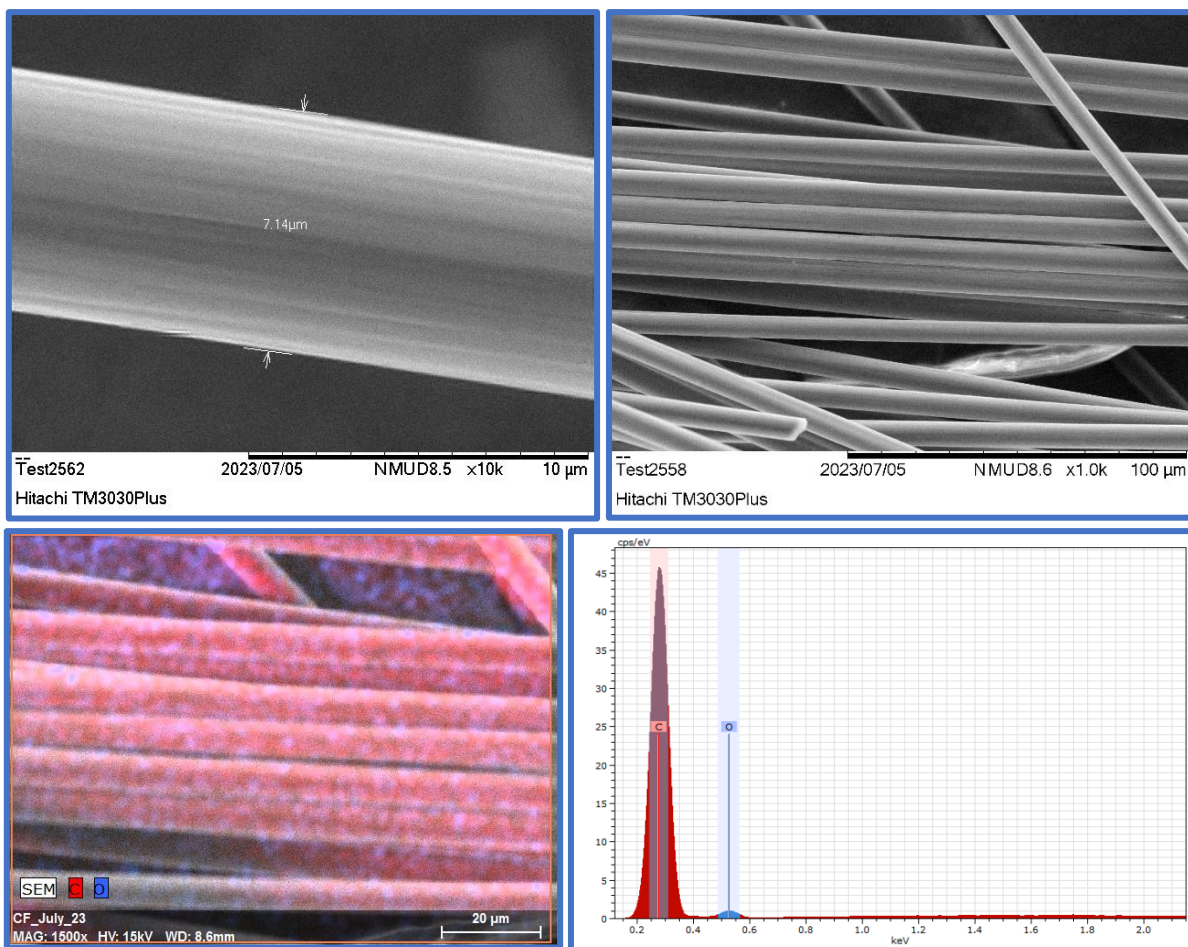 7.14µm
Test2562 2023/07/05 NMUD8.5 x10k 10 µm
Hitachi TM3030Plus
Test2558 2023/07/05 NMUD8.6 x1.0k 100 µm
Hitachi TM3030Plus
SEM C O
CF_July_23 20 µm
MAG: 1500x HV: 15kV WD: 8.6mm
cps/eV
45
40
35
30
25
C O
20
15
10
5
0
0.2 0.4 0.6 0.8 1.0 1.2 1.4 1.6 1.8 2.0
keV